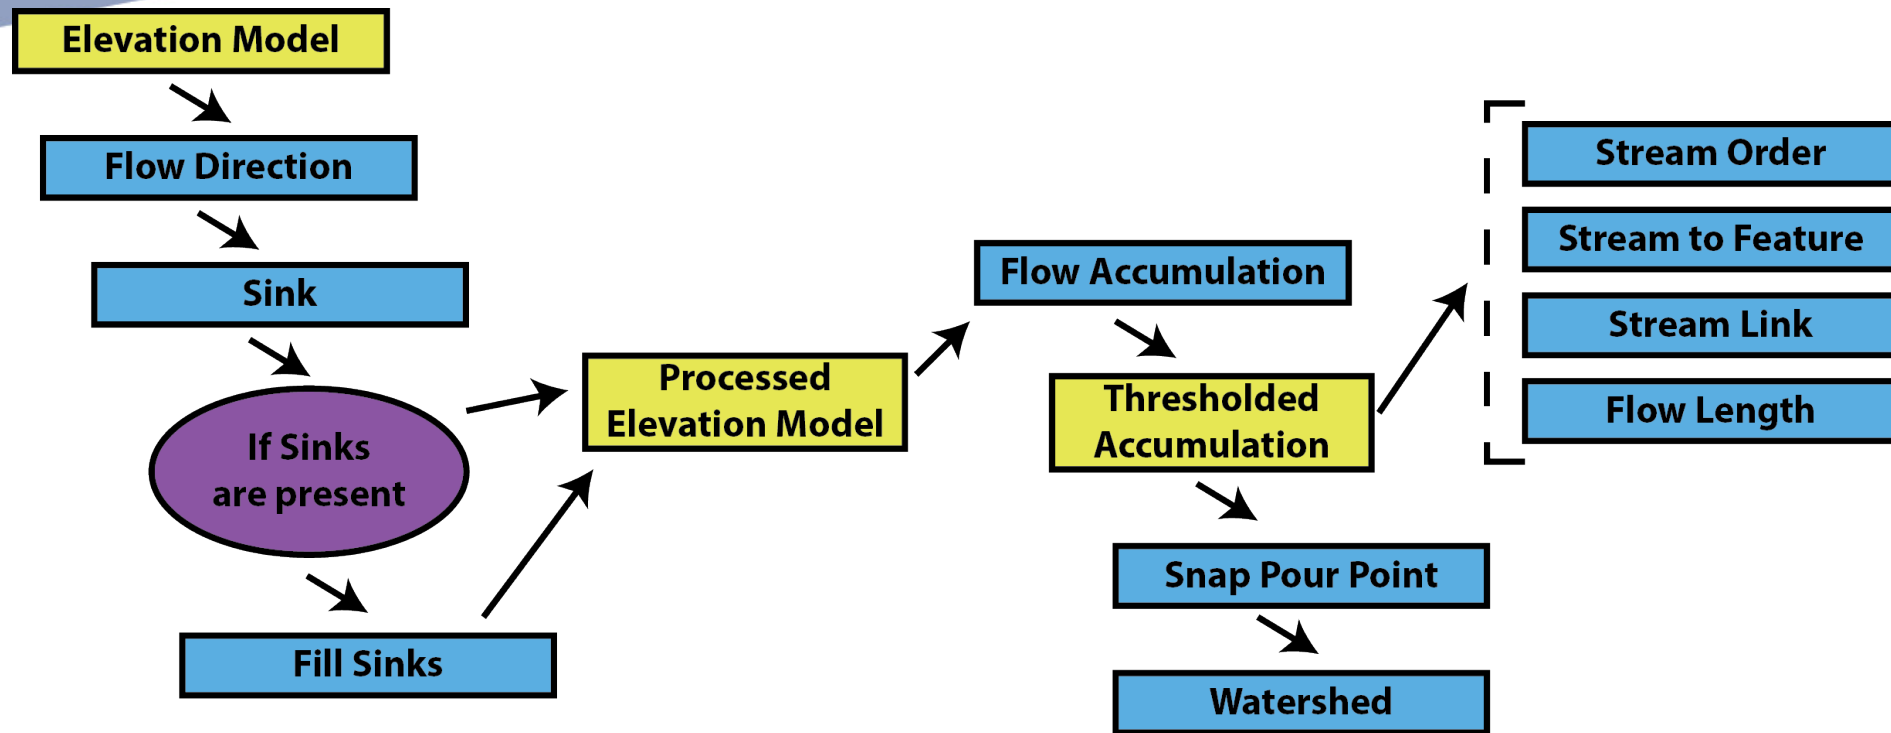 Elevation Model
Flow Direction
Sink
If Sinks
are present
Fill Sinks
Processed
Elevation Model
Flow Accumulation
Thresholded
Accumulation
Snap Pour Point
Watershed
Stream Order
Stream to Feature
Stream Link
Flow Length